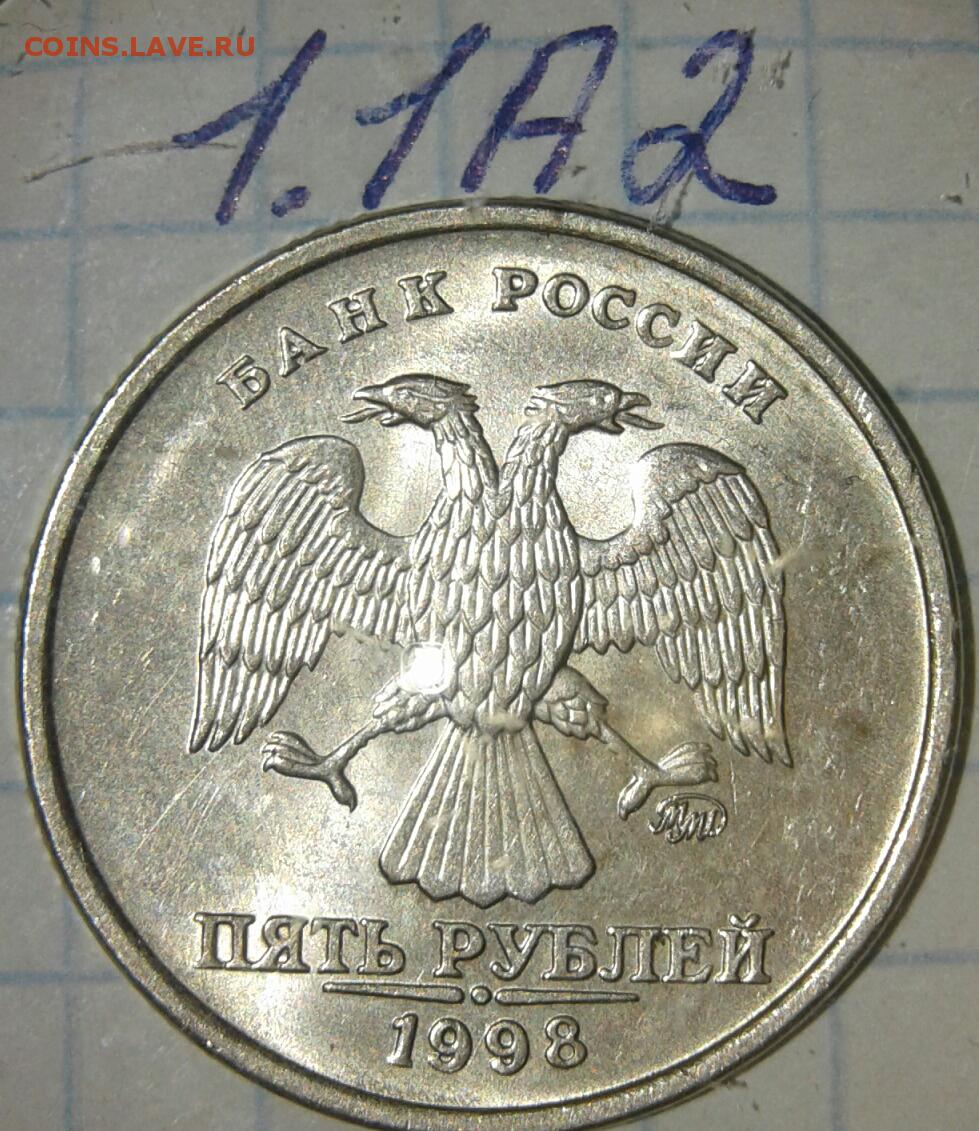 COINS.LAVE.RU
1.1А2
БАНК РОССИИ
ММД
ПЯТЬ РУБЛЕЙ
1998